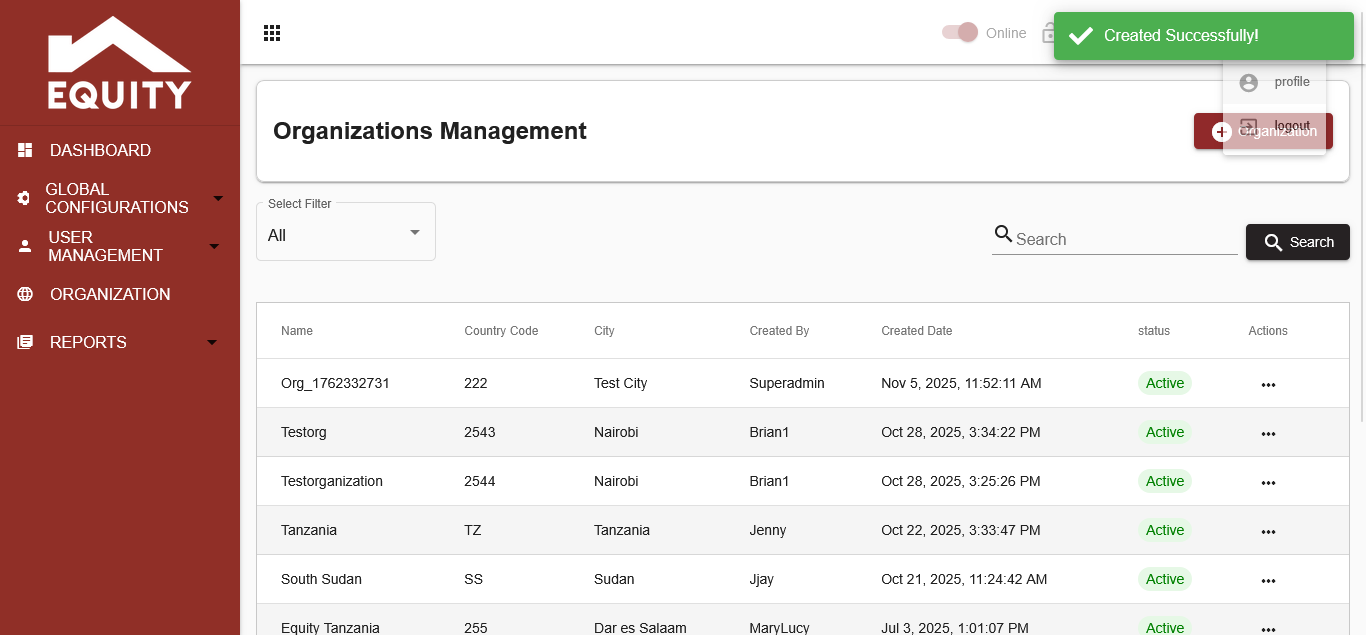 EQUITY
DASHBOARD
GLOBAL
CONFIGURATIONS
USER
MANAGEMENT
ORGANIZATION
REPORTS
Online
Created Successfully!
profile
logout
Organizations Management
Organization
Select Filter
All
Search
Search
Name Country Code City Created By Created Date status Actions
Org_1762332731 222 Test City Superadmin Nov 5, 2025, 11:52:11 AM Active
Testorg 2543 Nairobi Brian1 Oct 28, 2025, 3:34:22 PM Active
Testorganization 2544 Nairobi Brian1 Oct 28, 2025, 3:25:26 PM Active
Tanzania TZ Tanzania Jenny Oct 22, 2025, 3:33:47 PM Active
South Sudan SS Sudan Jjay Oct 21, 2025, 11:24:42 AM Active
Equity Tanzania 255 Dar es Salaam MaryLucy Jul 3, 2025, 1:01:07 PM Active